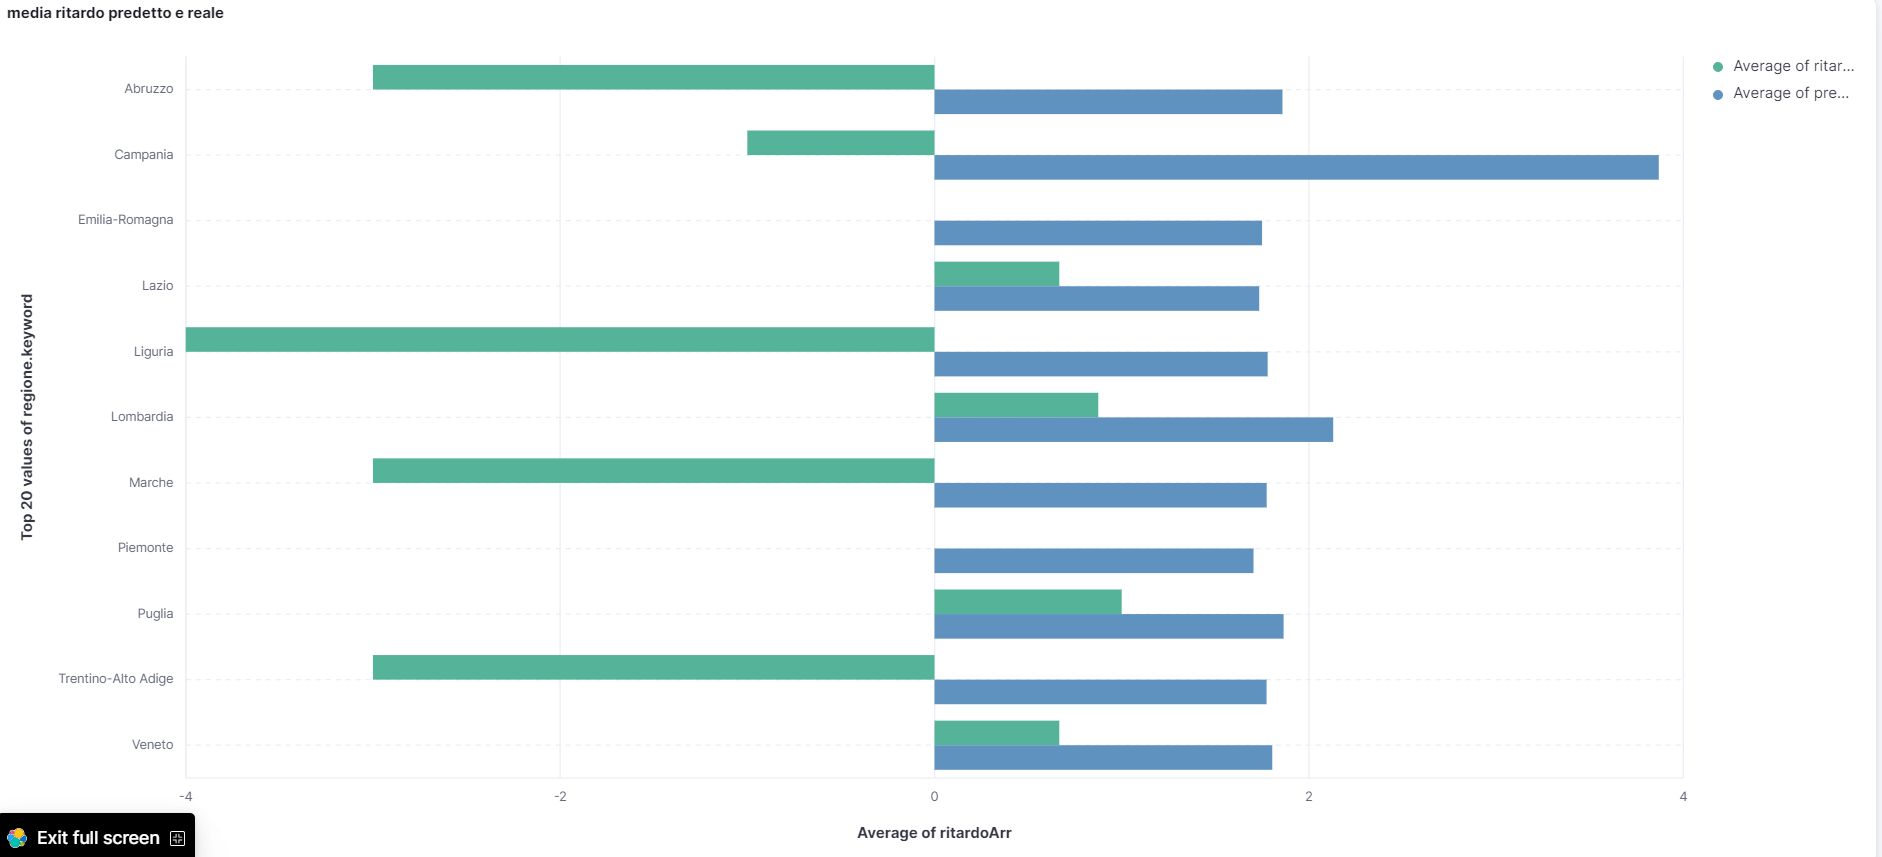 media ritardo predetto e reale
Average of ritar...
Average of pre...
Top 20 values of regione.keyword
Abruzzo
Campania
Emilia-Romagna
Lazio
Liguria
Lombardia
Marche
Piemonte
Puglia
Trentino-Alto Adige
Veneto
-4 -2 0 2 4
Average of ritardoArr
Exit full screen